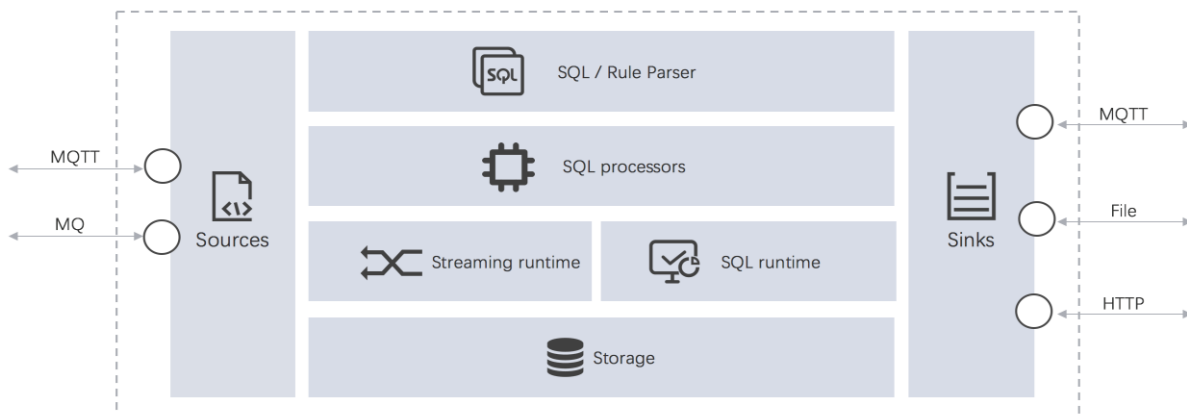 SQL
SQL / Rule Parser
MQTT
MQTT
SQL processors
MQ
Sources
Sinks
File
Streaming runtime
SQL runtime
HTTP
Storage